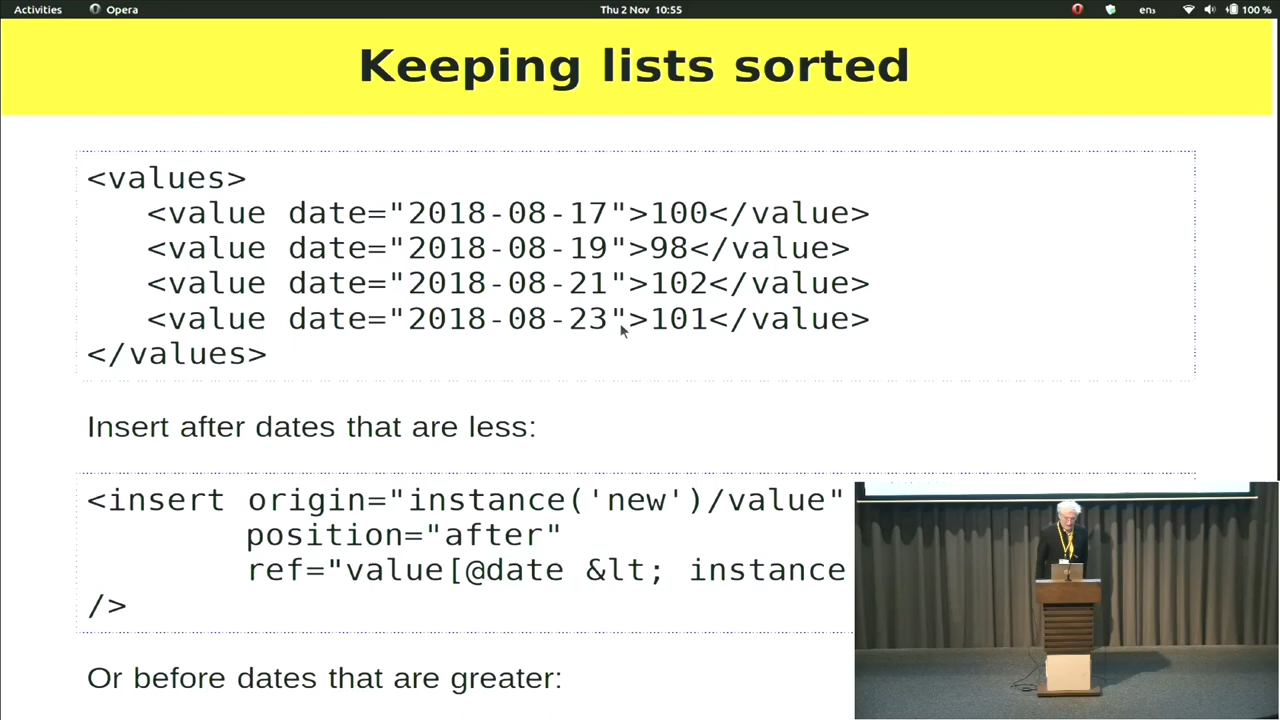 Activities Opera Thu 2 Nov 10:55 en₃ 100 %
Keeping lists sorted
<values>
<value date="2018-08-17">100</value>
<value date="2018-08-19">98</value>
<value date="2018-08-21">102</value>
<value date="2018-08-23">101</value>
</values>
Insert after dates that are less:
<insert origin="instance('new')/value"
position="after"
ref="value[@date &lt; instance
/>
Or before dates that are greater: